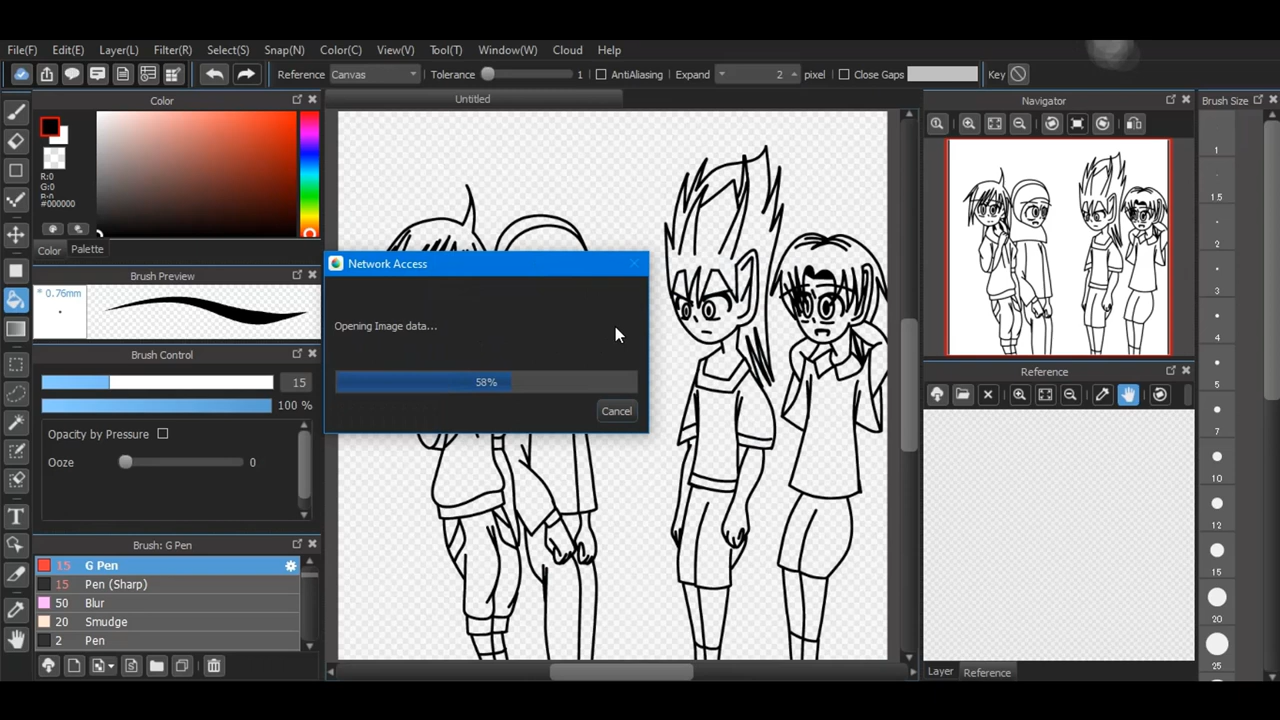 File(F) Edit(E) Layer(L) Filter(R) Select(S) Snap(N) Color(C) View(V) Tool(T) Window(W) Cloud Help
Reference Canvas Tolerance 1 AntiAliasing Expand 2 pixel Close Gaps Key
Color
Untitled
Navigator
Brush Size
R:0
G:0
#000000
Color Palette
Brush Preview
* 0.76mm
Brush Control
15
100 %
Opacity by Pressure
Ooze 0
Brush: G Pen
15 G Pen
15 Pen (Sharp)
50 Blur
20 Smudge
2 Pen
Network Access
Opening Image data...
58%
Cancel
Reference
Layer Reference
1
1.5
2
3
4
5
7
10
12
15
20
25